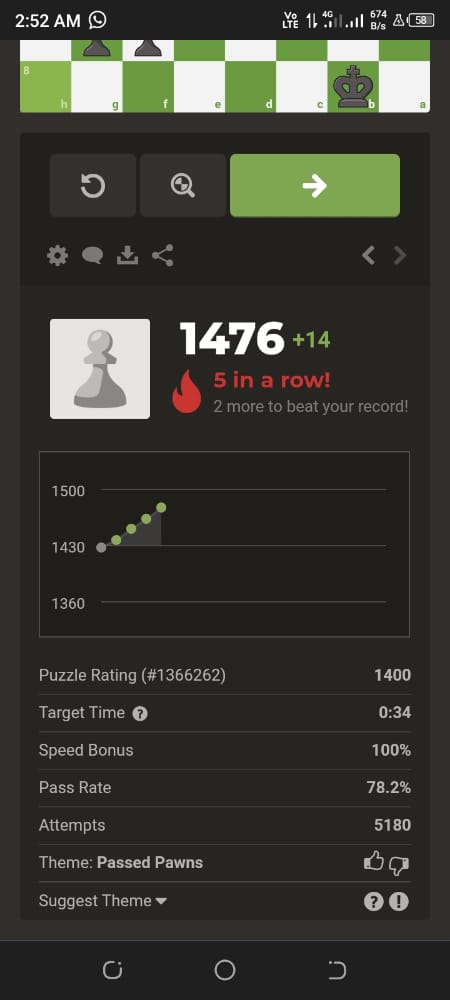 2:52 AM Vo LTE 4G 674 B/s 58
8
h g f e d c b a
1476 +14
5 in a row!
2 more to beat your record!
1500
1430
1360
Puzzle Rating (#1366262) 1400
Target Time ? 0:34
Speed Bonus 100%
Pass Rate 78.2%
Attempts 5180
Theme: Passed Pawns
Suggest Theme ? !